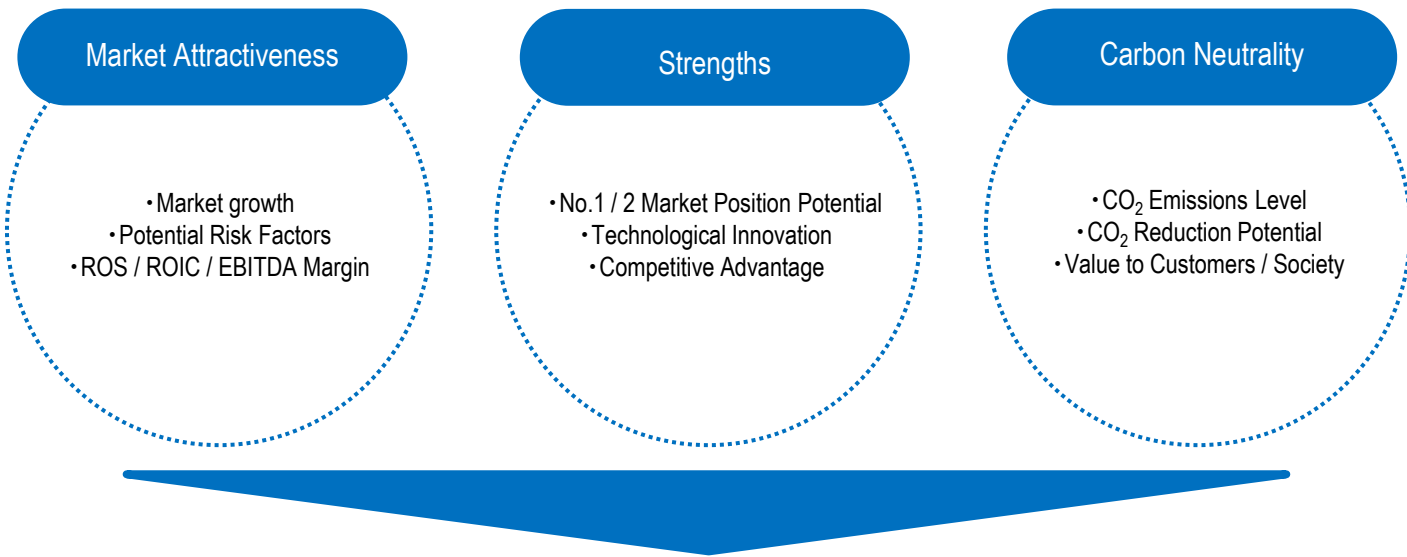 Market Attractiveness
・Market growth
・Potential Risk Factors
・ROS / ROIC / EBITDA Margin
Strengths
・No.1 / 2 Market Position Potential
・Technological Innovation
・Competitive Advantage
Carbon Neutrality
・CO₂ Emissions Level
・CO₂ Reduction Potential
・Value to Customers / Society